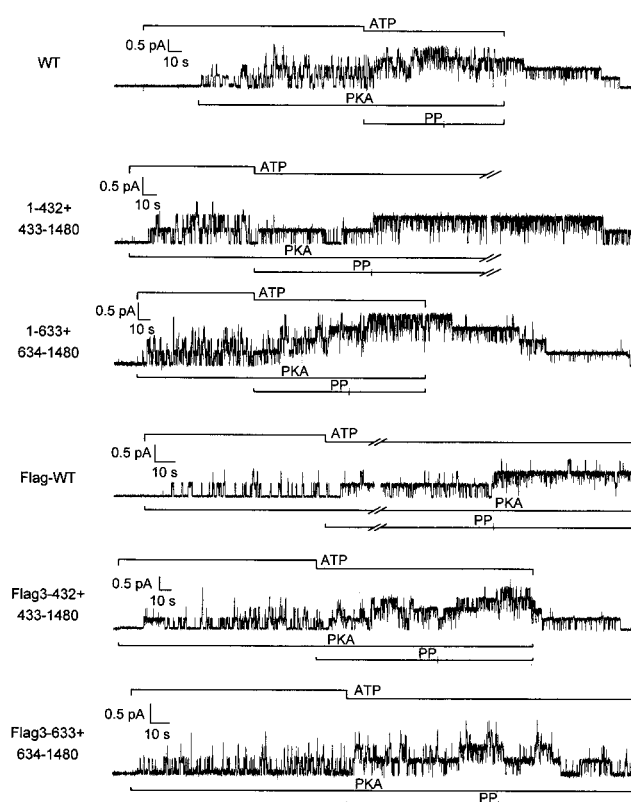 ATP
0.5 pA
10 s
WT
PKA
PP
ATP
0.5 pA
10 s
1-432+
433-1480
PKA
PP
ATP
0.5 pA
10 s
1-633+
634-1480
PKA
PP
ATP
0.5 pA
10 s
Flag-WT
PKA
PP
ATP
0.5 pA
10 s
Flag3-432+
433-1480
PKA
PP
ATP
0.5 pA
10 s
Flag3-633+
634-1480
PKA
PP